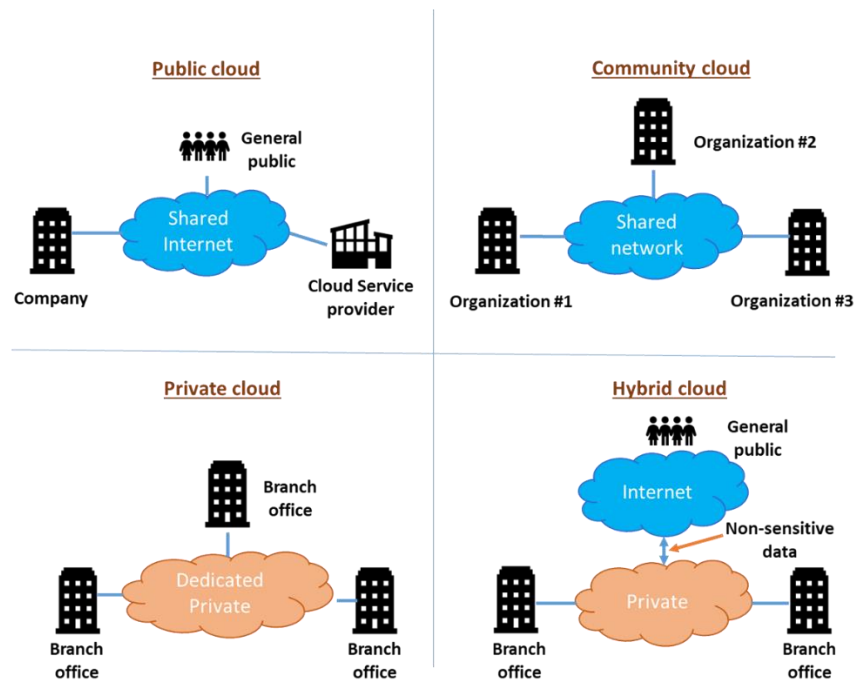 Public cloud
General
public
Shared
Internet
Company
Cloud Service
provider
Community cloud
Organization #2
Shared
network
Organization #1
Organization #3
Private cloud
Branch
office
Dedicated
Private
Branch
office
Branch
office
Hybrid cloud
General
public
Internet
Non-sensitive
data
Private
Branch
office
Branch
office